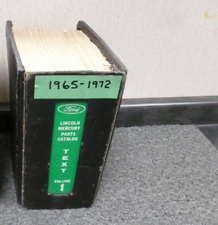 1965-1972
Ford
LINCOLN
MERCURY
PARTS
CATALOG
TEXT
VOLUME
1